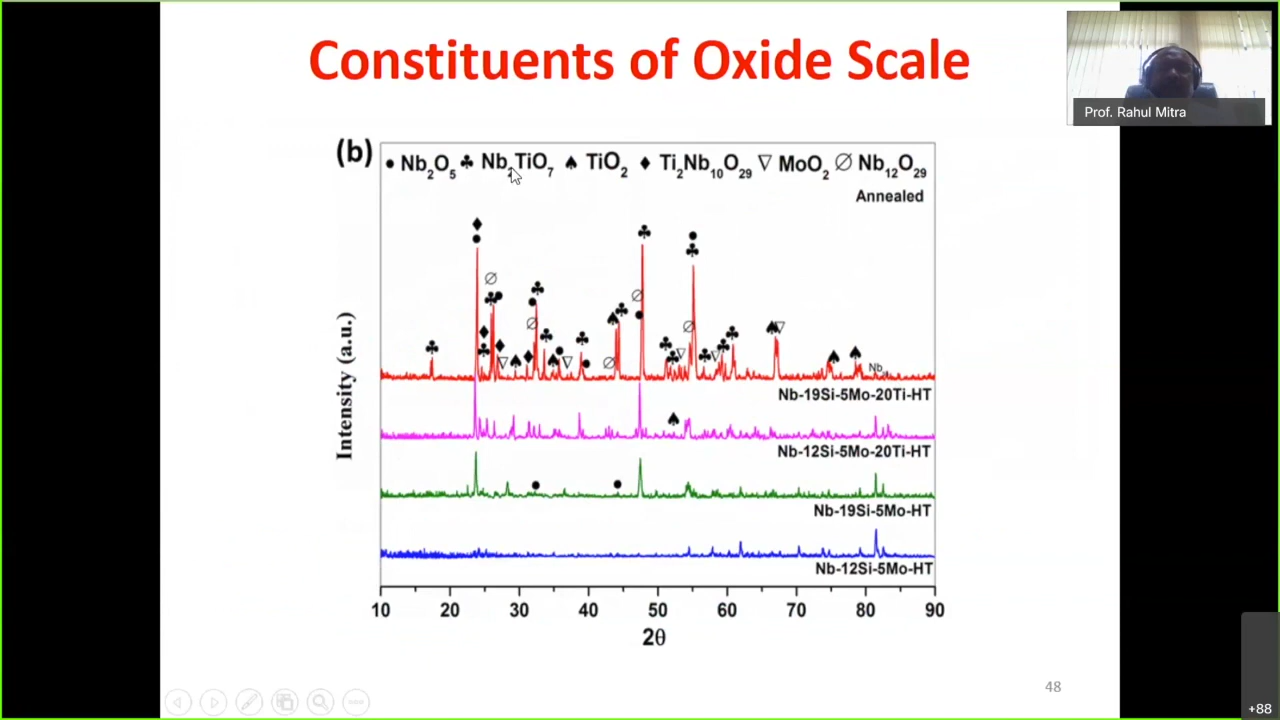 Constituents of Oxide Scale
Prof. Rahul Mitra
(b)
● Nb2O5 ♣ Nb2TiO7 ♠ TiO2 ♦ Ti2Nb10O29 ▽ MoO2 ∅ Nb12O29
Annealed
Intensity (a.u.)
Nb
Nb-19Si-5Mo-20Ti-HT
Nb-12Si-5Mo-20Ti-HT
Nb-19Si-5Mo-HT
Nb-12Si-5Mo-HT
10 20 30 40 50 60 70 80 90
2θ
48
+88